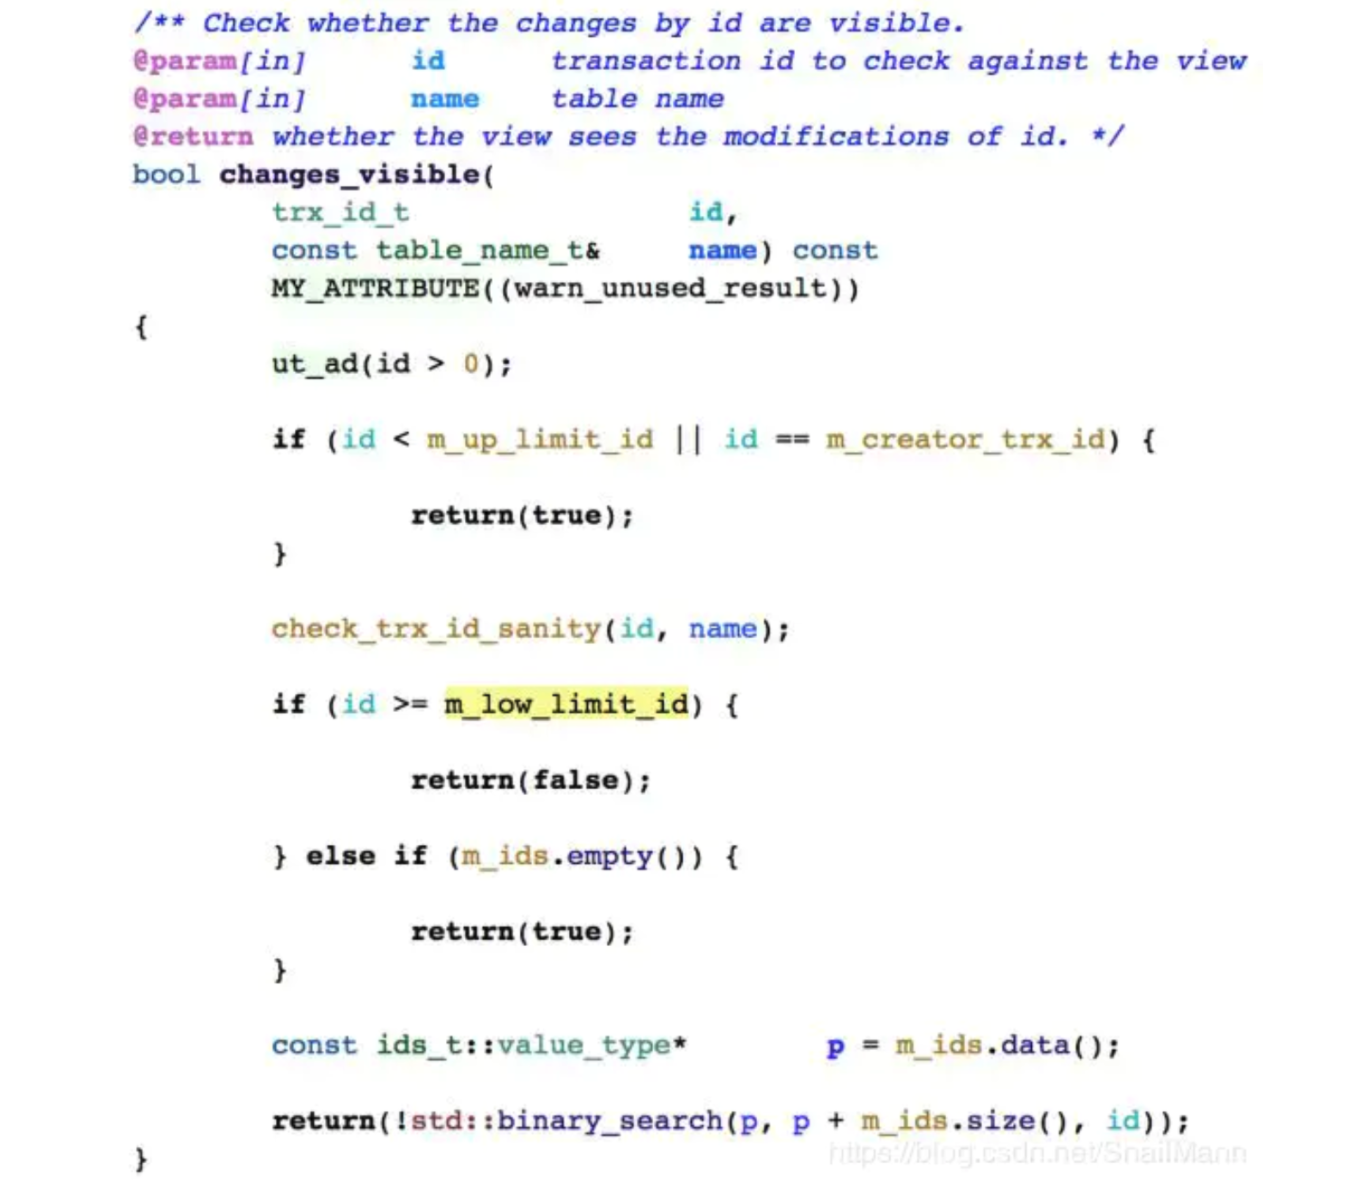 /** Check whether the changes by id are visible.
@param[in] id transaction id to check against the view
@param[in] name table name
@return whether the view sees the modifications of id. */
bool changes_visible(
trx_id_t id,
const table_name_t& name) const
MY_ATTRIBUTE((warn_unused_result))
{
ut_ad(id > 0);
if (id < m_up_limit_id || id == m_creator_trx_id) {
return(true);
}
check_trx_id_sanity(id, name);
if (id >= m_low_limit_id) {
return(false);
} else if (m_ids.empty()) {
return(true);
}
const ids_t::value_type* p = m_ids.data();
return(!std::binary_search(p, p + m_ids.size(), id));
}
https://blog.csdn.net/SnailMann